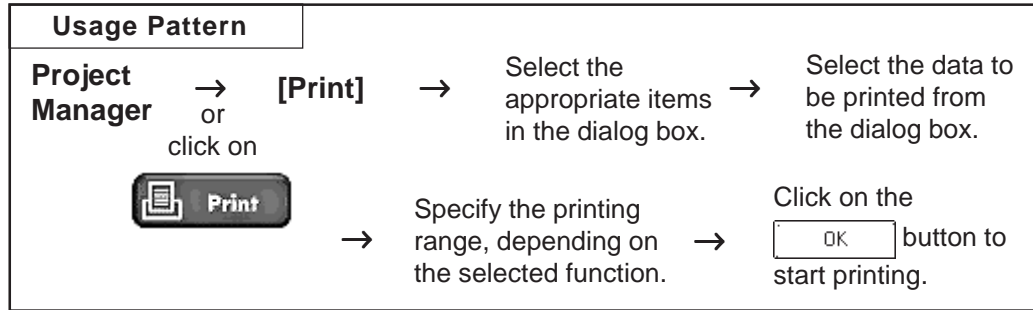 Usage Pattern
Project
Manager
→
or
click on
Print
[Print]
→
Select the
appropriate items
in the dialog box.
→
Select the data to
be printed from
the dialog box.
→
Specify the printing
range, depending on
the selected function.
→
Click on the
OK button to
start printing.